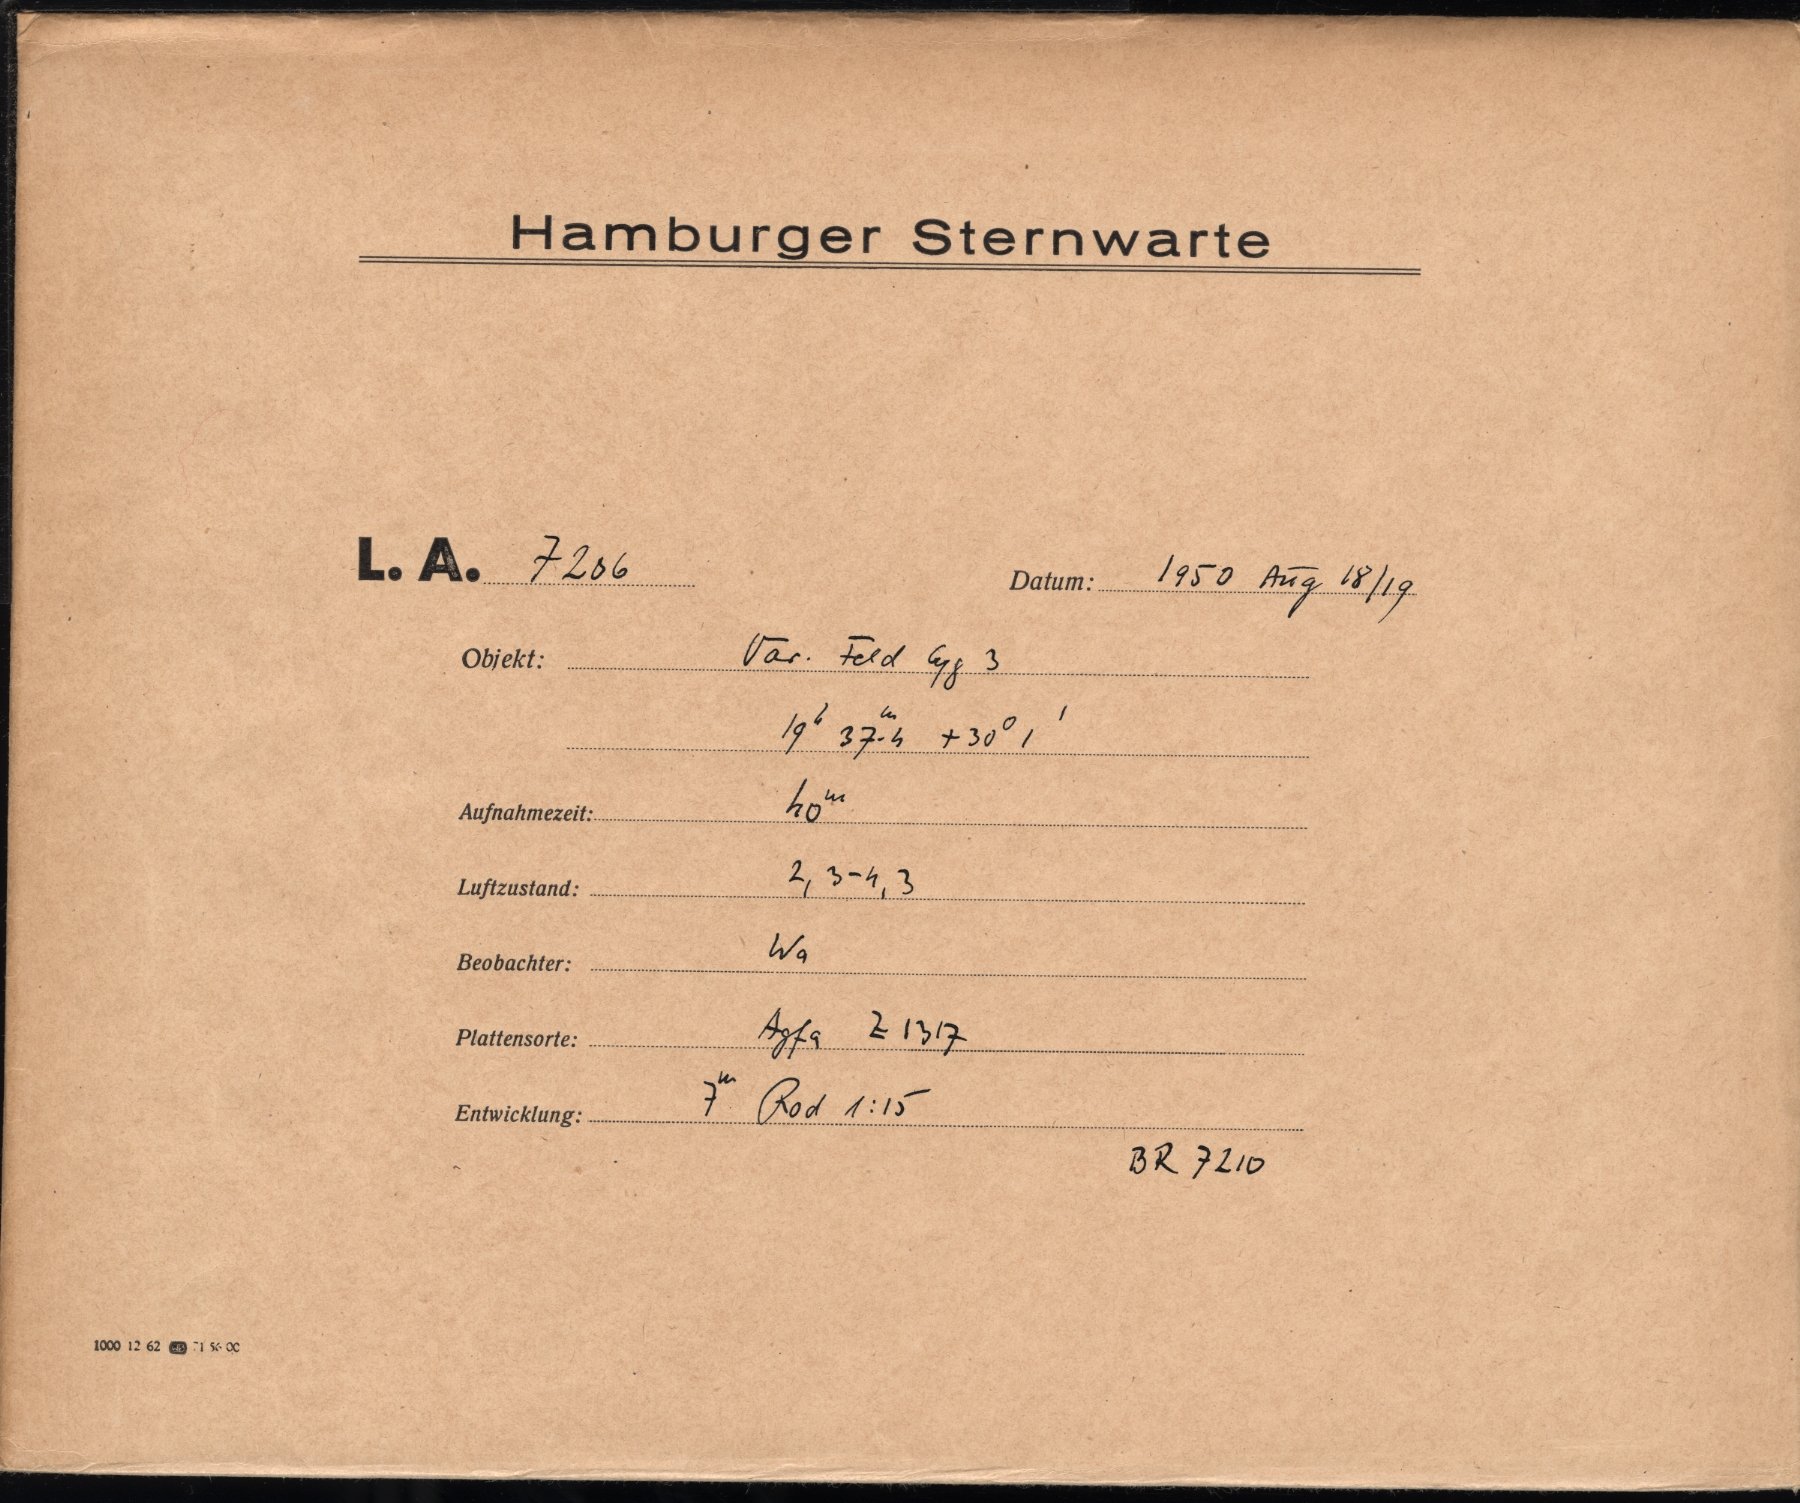 Hamburger Sternwarte
L. A. 7206 Datum: 1950 Aug 18/19
Objekt: Var. Feld Cyg 3
19ʰ 37ᵐ.4 +30° 1'
Aufnahmezeit: 40ᵐ
Luftzustand: 2,3-4,3
Beobachter: Wa
Plattensorte: Agfa Z 1317
Entwicklung: 7ᵐ Rod 1:15
BR 7210
1000 12 62